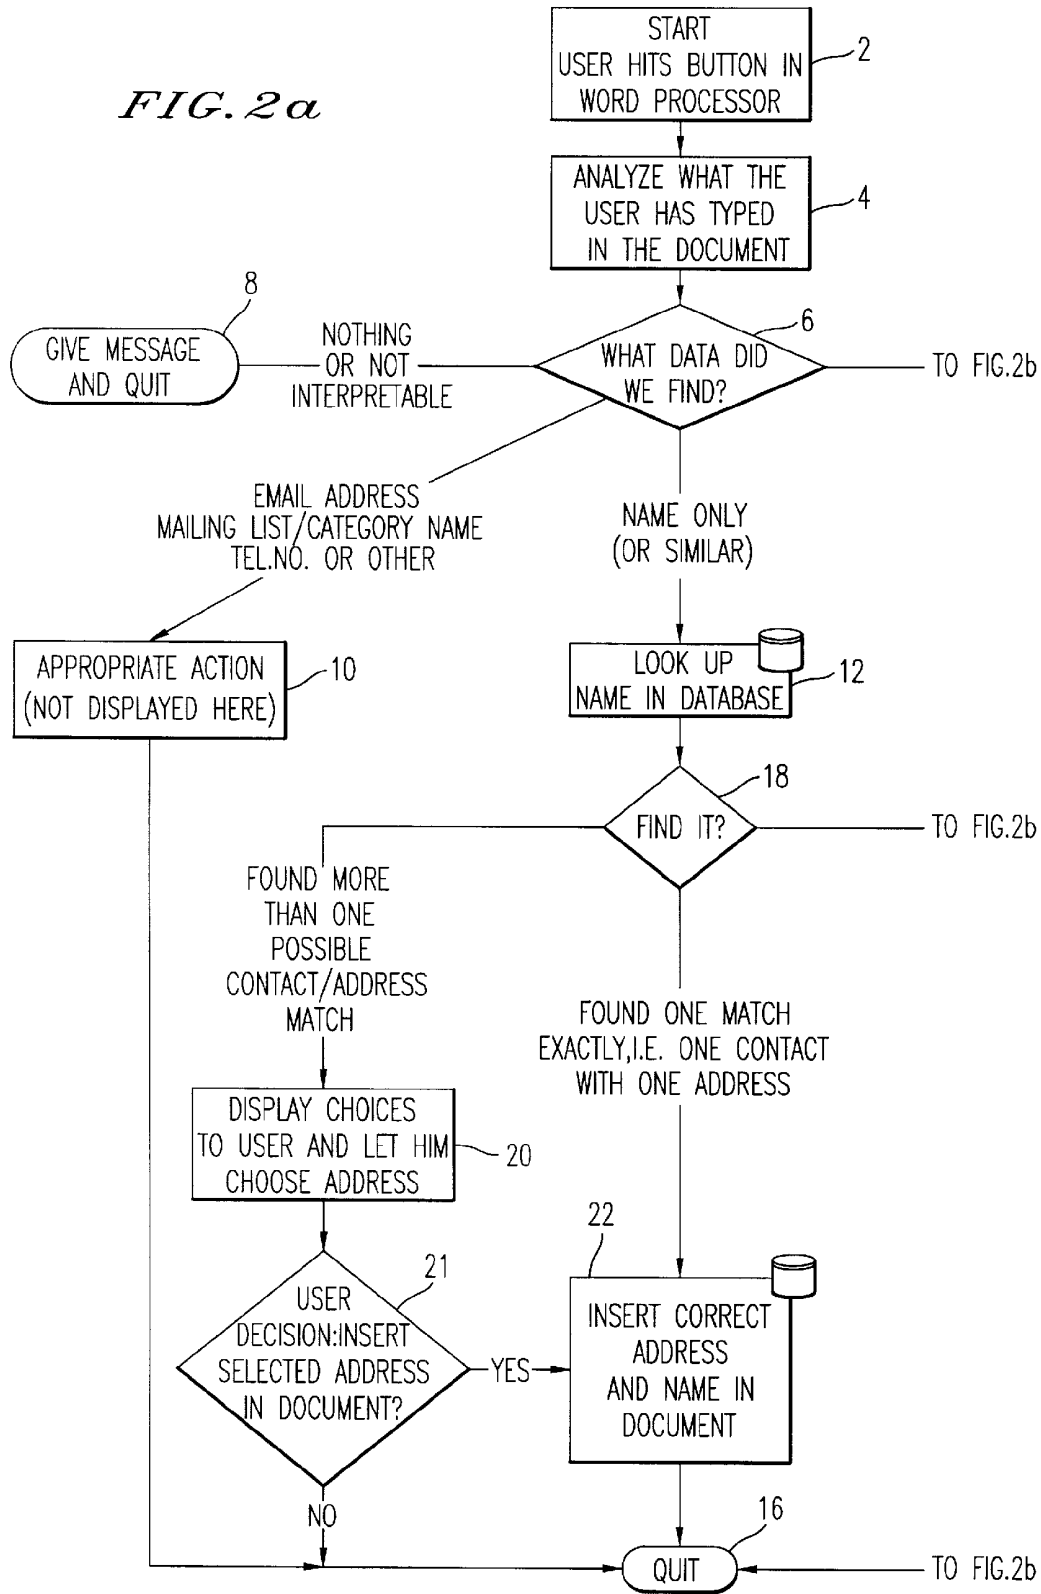 FIG. 2a
START
USER HITS BUTTON IN
WORD PROCESSOR
2
ANALYZE WHAT THE
USER HAS TYPED
IN THE DOCUMENT
4
8
GIVE MESSAGE
AND QUIT
NOTHING
OR NOT
INTERPRETABLE
6
WHAT DATA DID
WE FIND?
TO FIG.2b
EMAIL ADDRESS
MAILING LIST/CATEGORY NAME
TEL.NO. OR OTHER
NAME ONLY
(OR SIMILAR)
APPROPRIATE ACTION
(NOT DISPLAYED HERE)
10
LOOK UP
NAME IN DATABASE
12
18
FIND IT?
TO FIG.2b
FOUND MORE
THAN ONE
POSSIBLE
CONTACT/ADDRESS
MATCH
FOUND ONE MATCH
EXACTLY,I.E. ONE CONTACT
WITH ONE ADDRESS
DISPLAY CHOICES
TO USER AND LET HIM
CHOOSE ADDRESS
20
21
USER
DECISION:INSERT
SELECTED ADDRESS
IN DOCUMENT?
YES
22
INSERT CORRECT
ADDRESS
AND NAME IN
DOCUMENT
NO
16
QUIT
TO FIG.2b